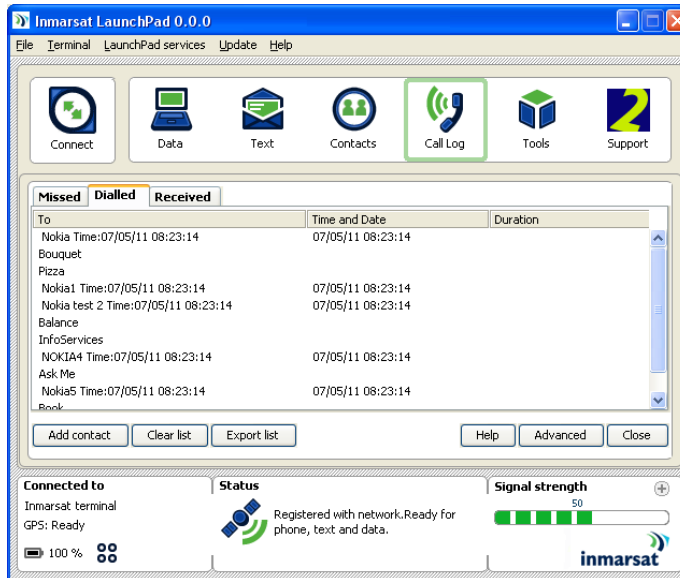 Inmarsat LaunchPad 0.0.0
File Terminal LaunchPad services Update Help
Connect Data Text Contacts Call Log Tools Support
Missed Dialled Received
To Time and Date Duration
Nokia Time:07/05/11 08:23:14 07/05/11 08:23:14
Bouquet
Pizza
Nokia1 Time:07/05/11 08:23:14 07/05/11 08:23:14
Nokia test 2 Time:07/05/11 08:23:14 07/05/11 08:23:14
Balance
InfoServices
NOKIA4 Time:07/05/11 08:23:14 07/05/11 08:23:14
Ask Me
Nokia5 Time:07/05/11 08:23:14 07/05/11 08:23:14
Book
Add contact Clear list Export list Help Advanced Close
Connected to Status Signal strength
Inmarsat terminal
GPS: Ready
100 %
Registered with network.Ready for
phone, text and data.
50
inmarsat